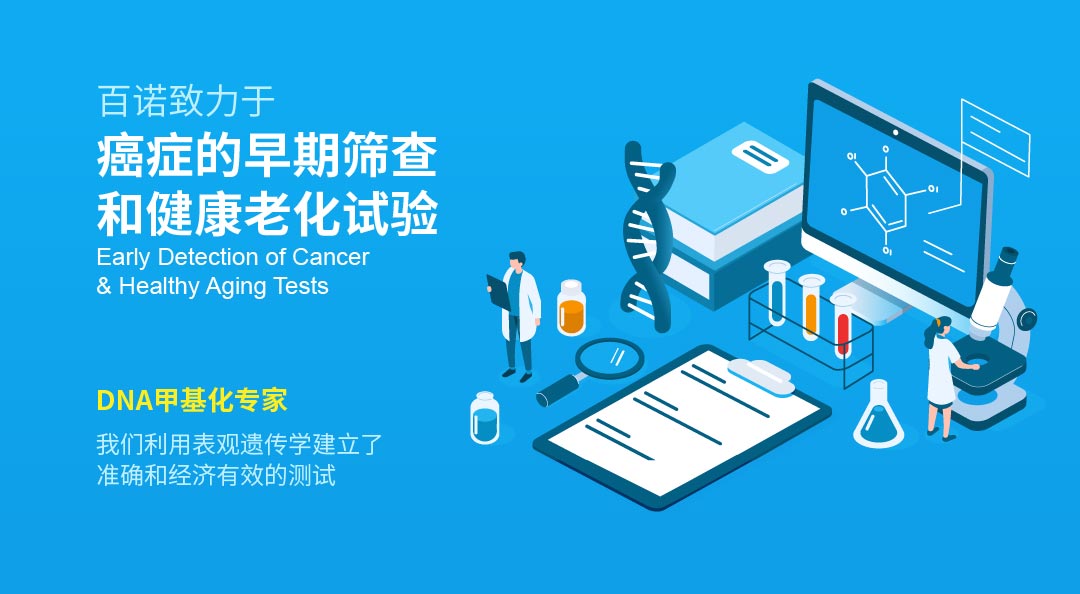 百诺致力于
癌症的早期筛查
和健康老化试验
Early Detection of Cancer
& Healthy Aging Tests
DNA甲基化专家
我们利用表观遗传学建立了
准确和经济有效的测试